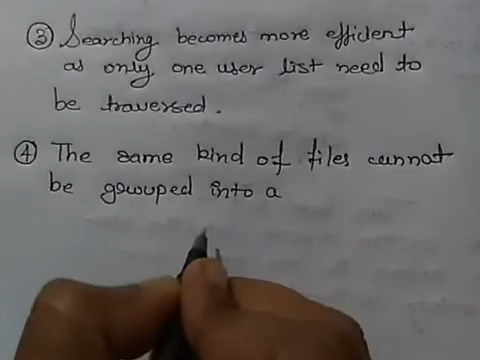 ③ Searching becomes more efficient
as only one user list need to
be traversed.
④ The same kind of files cannot
be gowuped into a